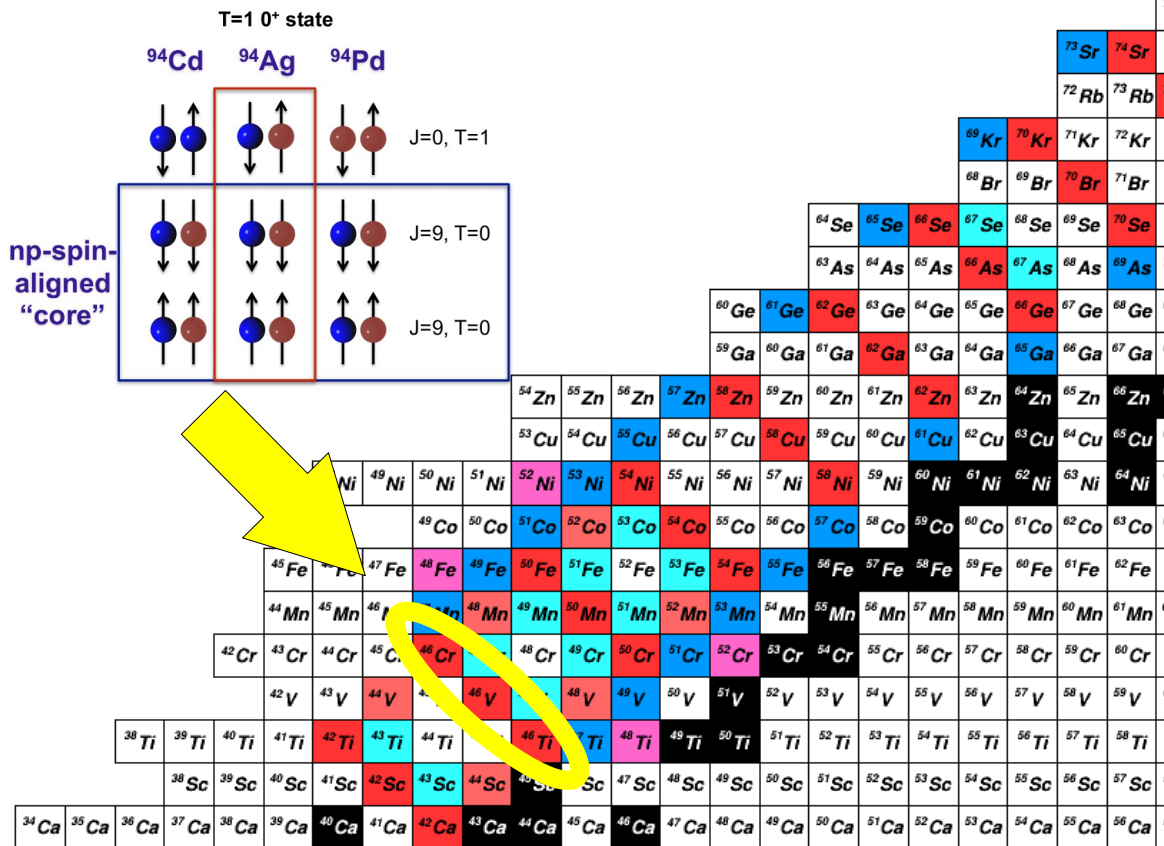 T=1 0⁺ state
⁹⁴Cd ⁹⁴Ag ⁹⁴Pd
J=0, T=1
np-spin-
aligned
“core”
J=9, T=0
J=9, T=0
⁷³Sr ⁷⁴Sr
⁷²Rb ⁷³Rb
⁶⁹Kr ⁷⁰Kr ⁷¹Kr ⁷²Kr
⁶⁸Br ⁶⁹Br ⁷⁰Br ⁷¹Br
⁶⁴Se ⁶⁵Se ⁶⁶Se ⁶⁷Se ⁶⁸Se ⁶⁹Se ⁷⁰Se
⁶³As ⁶⁴As ⁶⁵As ⁶⁶As ⁶⁷As ⁶⁸As ⁶⁹As
⁶⁰Ge ⁶¹Ge ⁶²Ge ⁶³Ge ⁶⁴Ge ⁶⁵Ge ⁶⁶Ge ⁶⁷Ge ⁶⁸Ge
⁵⁹Ga ⁶⁰Ga ⁶¹Ga ⁶²Ga ⁶³Ga ⁶⁴Ga ⁶⁵Ga ⁶⁶Ga ⁶⁷Ga
⁵⁴Zn ⁵⁵Zn ⁵⁶Zn ⁵⁷Zn ⁵⁸Zn ⁵⁹Zn ⁶⁰Zn ⁶¹Zn ⁶²Zn ⁶³Zn ⁶⁴Zn ⁶⁵Zn ⁶⁶Zn
⁵³Cu ⁵⁴Cu ⁵⁵Cu ⁵⁶Cu ⁵⁷Cu ⁵⁸Cu ⁵⁹Cu ⁶⁰Cu ⁶¹Cu ⁶²Cu ⁶³Cu ⁶⁴Cu ⁶⁵Cu
Ni ⁴⁹Ni ⁵⁰Ni ⁵¹Ni ⁵²Ni ⁵³Ni ⁵⁴Ni ⁵⁵Ni ⁵⁶Ni ⁵⁷Ni ⁵⁸Ni ⁵⁹Ni ⁶⁰Ni ⁶¹Ni ⁶²Ni ⁶³Ni ⁶⁴Ni
⁴⁹Co ⁵⁰Co ⁵¹Co ⁵²Co ⁵³Co ⁵⁴Co ⁵⁵Co ⁵⁶Co ⁵⁷Co ⁵⁸Co ⁵⁹Co ⁶⁰Co ⁶¹Co ⁶²Co ⁶³Co
⁴⁵Fe ⁴⁷Fe ⁴⁸Fe ⁴⁹Fe ⁵⁰Fe ⁵¹Fe ⁵²Fe ⁵³Fe ⁵⁴Fe ⁵⁵Fe ⁵⁶Fe ⁵⁷Fe ⁵⁸Fe ⁵⁹Fe ⁶⁰Fe ⁶¹Fe ⁶²Fe
⁴⁴Mn ⁴⁵Mn ⁴⁶Mn Mn ⁴⁸Mn ⁴⁹Mn ⁵⁰Mn ⁵¹Mn ⁵²Mn ⁵³Mn ⁵⁴Mn ⁵⁵Mn ⁵⁶Mn ⁵⁷Mn ⁵⁸Mn ⁵⁹Mn ⁶⁰Mn ⁶¹Mn
⁴²Cr ⁴³Cr ⁴⁴Cr ⁴⁵Cr ⁴⁶Cr ⁴⁸Cr ⁴⁹Cr ⁵⁰Cr ⁵¹Cr ⁵²Cr ⁵³Cr ⁵⁴Cr ⁵⁵Cr ⁵⁶Cr ⁵⁷Cr ⁵⁸Cr ⁵⁹Cr ⁶⁰Cr
⁴²V ⁴³V ⁴⁴V ⁴⁶V ⁴⁸V ⁴⁹V ⁵⁰V ⁵¹V ⁵²V ⁵³V ⁵⁴V ⁵⁵V ⁵⁶V ⁵⁷V ⁵⁸V ⁵⁹V
³⁸Ti ³⁹Ti ⁴⁰Ti ⁴¹Ti ⁴²Ti ⁴³Ti ⁴⁴Ti ⁴⁶Ti ⁴⁷Ti ⁴⁸Ti ⁴⁹Ti ⁵⁰Ti ⁵¹Ti ⁵²Ti ⁵³Ti ⁵⁴Ti ⁵⁵Ti ⁵⁶Ti ⁵⁷Ti ⁵⁸Ti
³⁸Sc ³⁹Sc ⁴⁰Sc ⁴¹Sc ⁴²Sc ⁴³Sc ⁴⁴Sc ⁴⁵Sc Sc ⁴⁷Sc ⁴⁸Sc ⁴⁹Sc ⁵⁰Sc ⁵¹Sc ⁵²Sc ⁵³Sc ⁵⁴Sc ⁵⁵Sc ⁵⁶Sc ⁵⁷Sc
³⁴Ca ³⁵Ca ³⁶Ca ³⁷Ca ³⁸Ca ³⁹Ca ⁴⁰Ca ⁴¹Ca ⁴²Ca ⁴³Ca ⁴⁴Ca ⁴⁵Ca ⁴⁶Ca ⁴⁷Ca ⁴⁸Ca ⁴⁹Ca ⁵⁰Ca ⁵¹Ca ⁵²Ca ⁵³Ca ⁵⁴Ca ⁵⁵Ca ⁵⁶Ca